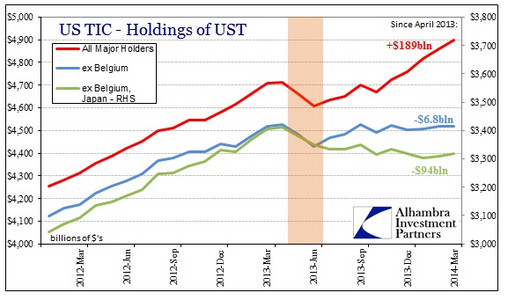 US TIC - Holdings of UST
Since April 2013:
$5,000
$4,900
$4,800
$4,700
$4,600
$4,500
$4,400
$4,300
$4,200
$4,100
$4,000
All Major Holders
ex Belgium
ex Belgium,
Japan - RHS
+$189bln
-$6.8bln
-$94bln
$3,800
$3,700
$3,600
$3,500
$3,400
$3,300
$3,200
$3,100
$3,000
billions of $'s
Alhambra
Investment
Partners
2012-Mar
2012-Jun
2012-Sep
2012-Dec
2013-Mar
2013-Jun
2013-Sep
2013-Dec
2014-Mar